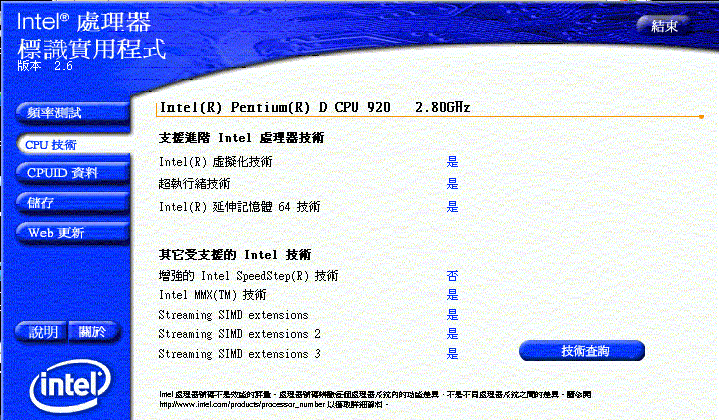 Intel® 處理器
標識實用程式
版本 2.6
結束
頻率測試
CPU 技術
CPUID 資料
儲存
Web 更新
說明
關於
intel
Intel(R) Pentium(R) D CPU 920 2.80GHz
支援進階 Intel 處理器技術
Intel(R) 虛擬化技術 是
超執行緒技術 是
Intel(R) 延伸記憶體 64 技術 是
其它受支援的 Intel 技術
增強的 Intel SpeedStep(R) 技術 否
Intel MMX(TM) 技術 是
Streaming SIMD extensions 是
Streaming SIMD extensions 2 是
Streaming SIMD extensions 3 是
技術查詢
Intel 處理器號碼不是效能的評量。處理器號碼辨識每個處理器系統內的功能差異，不是不同處理器系統之間的差異。請參閱
http://www.intel.com/products/processor_number 以獲取詳細資料。